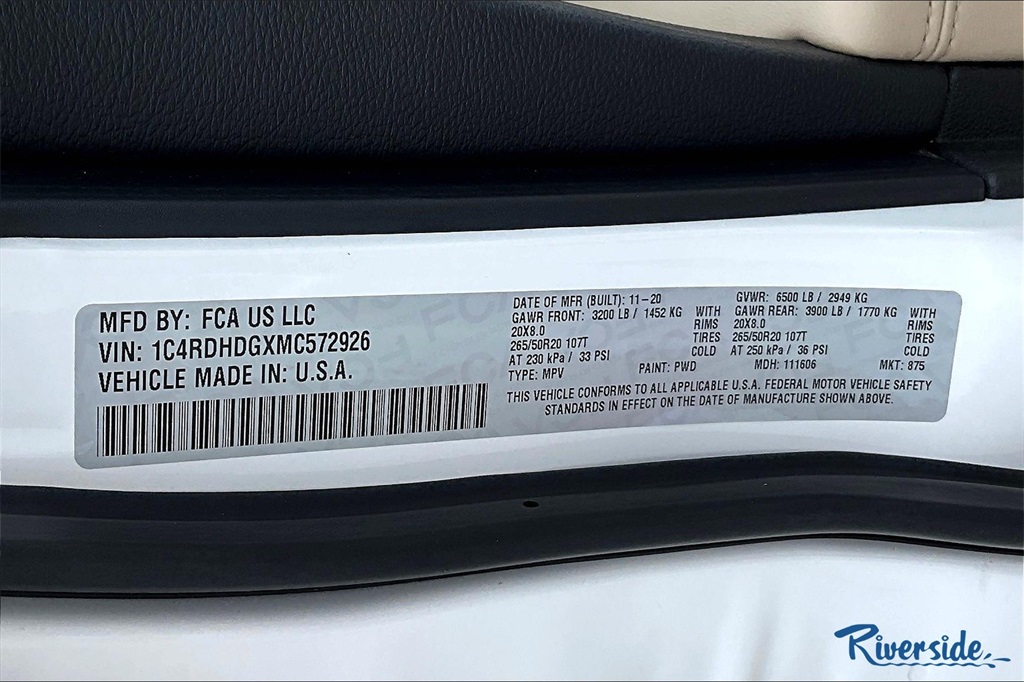 MFD BY: FCA US LLC
VIN: 1C4RDHDGXMC572926
VEHICLE MADE IN: U.S.A.
DATE OF MFR (BUILT): 11-20
GAWR FRONT: 3200 LB / 1452 KG WITH
20X8.0 RIMS
265/50R20 107T TIRES
AT 230 kPa / 33 PSI COLD
TYPE: MPV PAINT: PWD
GVWR: 6500 LB / 2949 KG
GAWR REAR: 3900 LB / 1770 KG WITH
20X8.0 RIMS
265/50R20 107T TIRES
AT 250 kPa / 36 PSI COLD
MDH: 111606 MKT: 875
THIS VEHICLE CONFORMS TO ALL APPLICABLE U.S.A. FEDERAL MOTOR VEHICLE SAFETY
STANDARDS IN EFFECT ON THE DATE OF MANUFACTURE SHOWN ABOVE.
Riverside